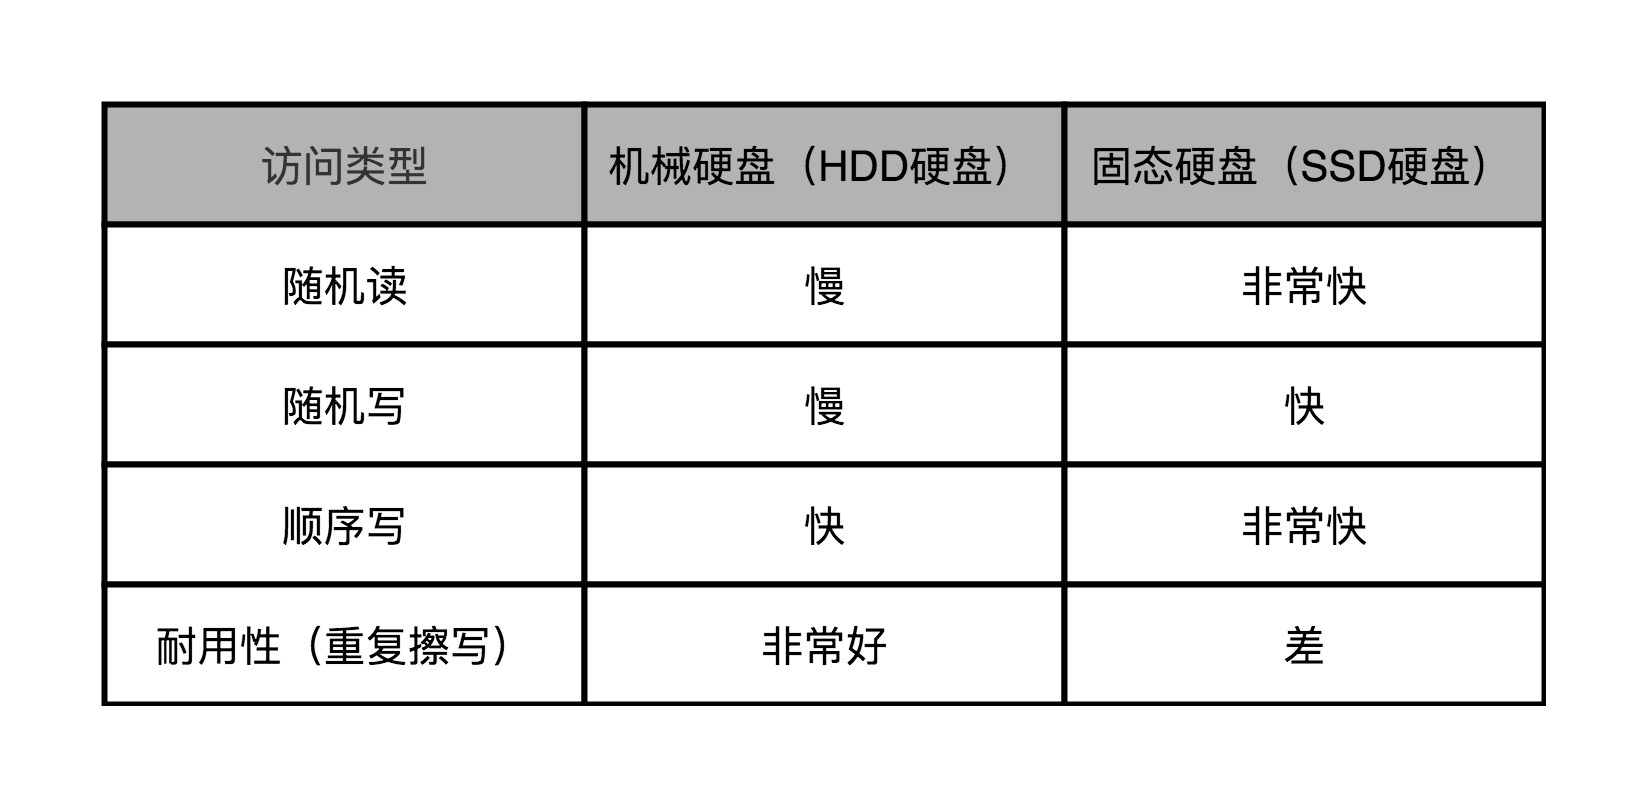 访问类型 机械硬盘（HDD硬盘） 固态硬盘（SSD硬盘）
随机读 慢 非常快
随机写 慢 快
顺序写 快 非常快
耐用性（重复擦写） 非常好 差